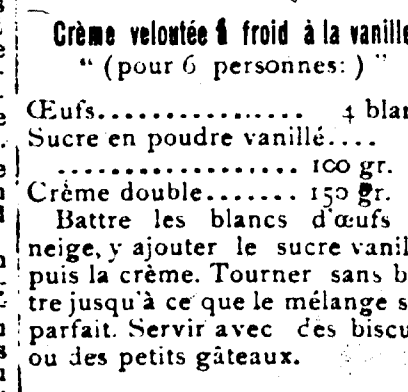 Crème veloutée à froid à la vanille
" (pour 6 personnes: ) "
Œufs................ 4 blan
Sucre en poudre vanillé....
.................. 100 gr.
Crème double....... 150 gr.
Battre les blancs d'œufs
neige, y ajouter le sucre vanil
puis la crème. Tourner sans b
tre jusqu'à ce que le mélange s
parfait. Servir avec des biscu
ou des petits gâteaux.